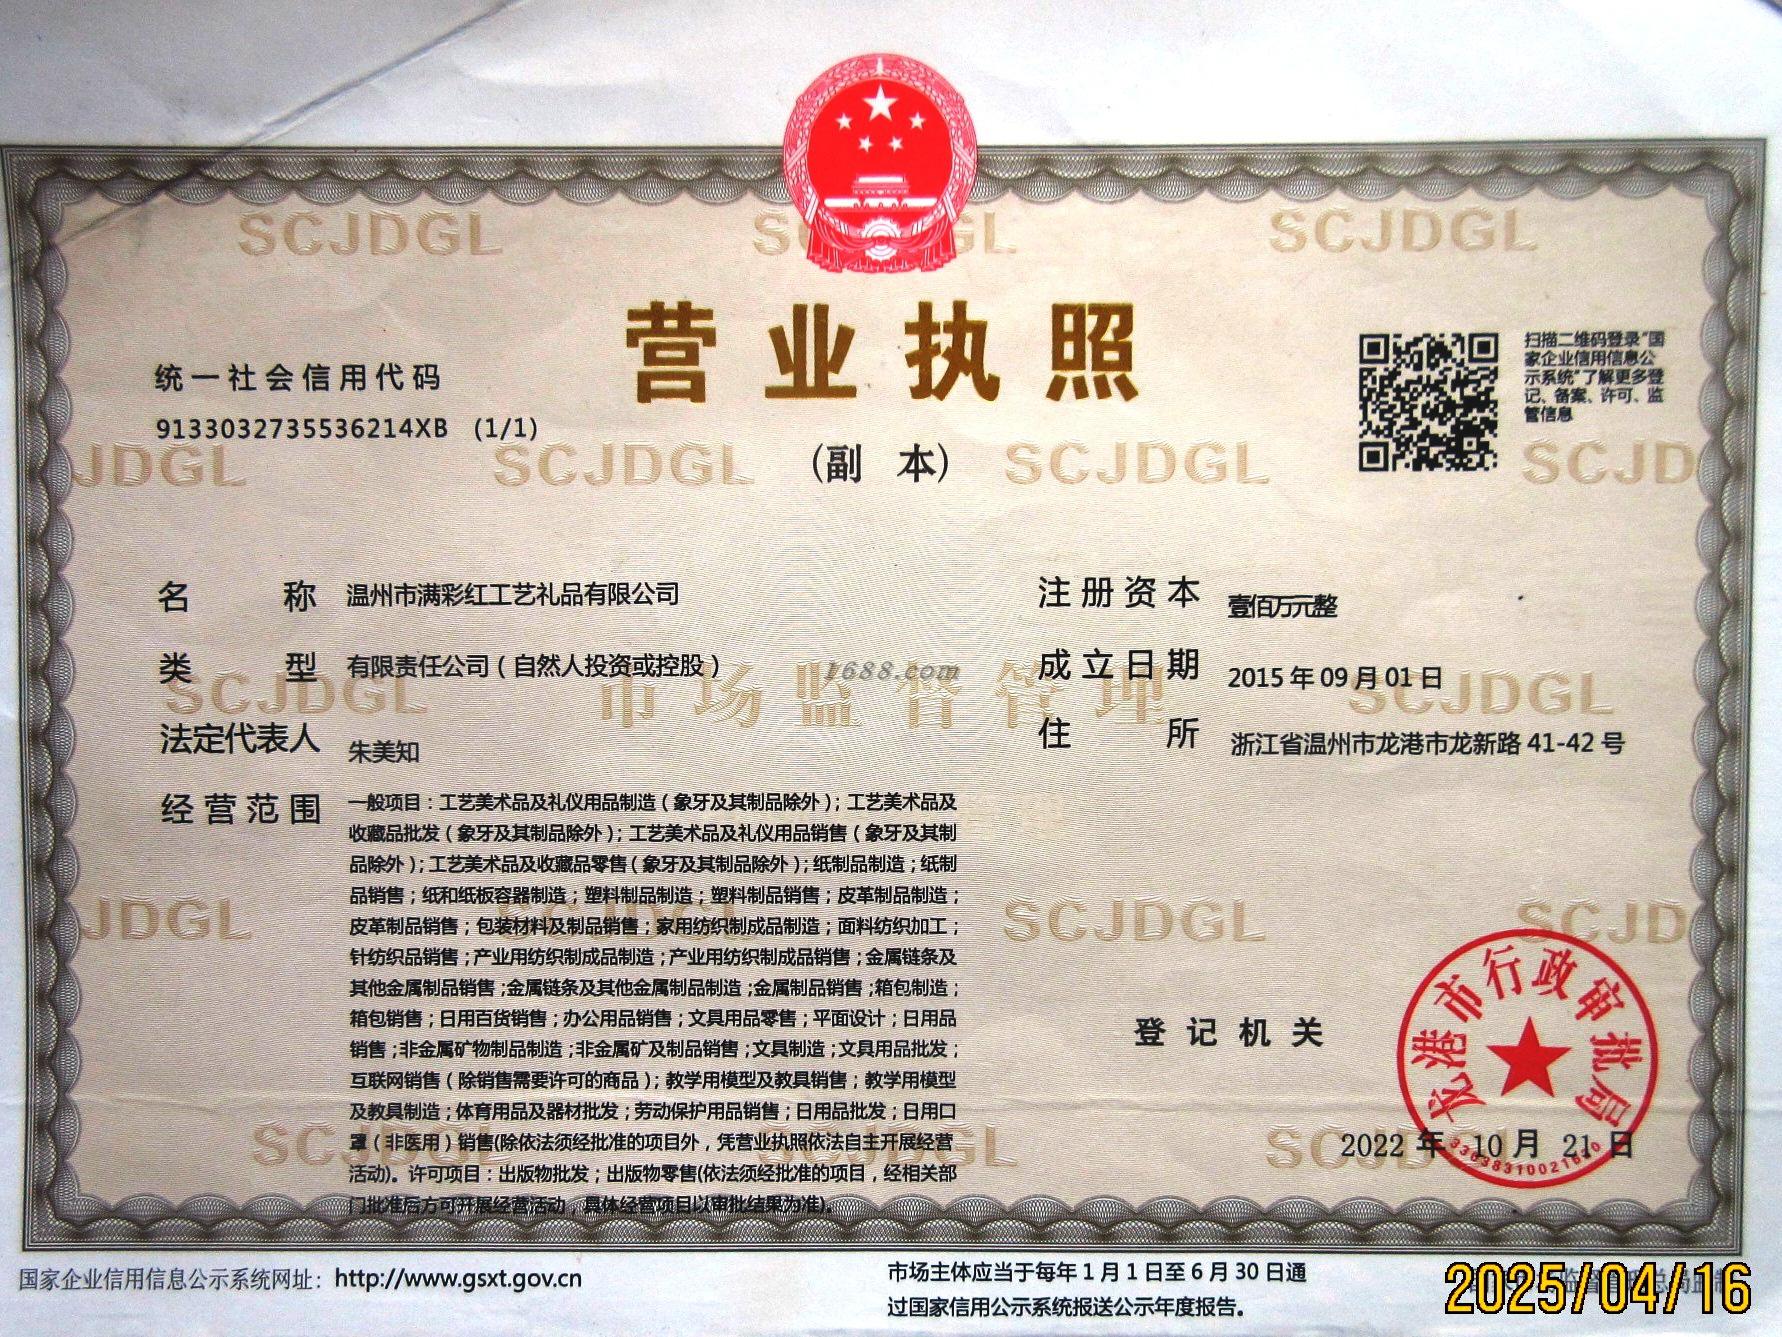 SCJDGL SCJDGL SCJDGL
营业执照
(副 本)
统一社会信用代码
9133032735536214XB (1/1)
扫描二维码登录“国
家企业信用信息公
示系统”了解更多登
记、备案、许可、监
管信息
JDGL SCJDGL SCJDGL SCJD
名 称 温州市满彩红工艺礼品有限公司
类 型 有限责任公司（自然人投资或控股）
法定代表人 朱美知
注册资本 壹佰万元整
成立日期 2015 年 09 月 01 日
住 所 浙江省温州市龙港市龙新路 41-42 号
SCJDGL 市场监督管理 SCJDGL
1688.com
经营范围 一般项目：工艺美术品及礼仪用品制造（象牙及其制品除外）；工艺美术品及
收藏品批发（象牙及其制品除外）；工艺美术品及礼仪用品销售（象牙及其制
品除外）；工艺美术品及收藏品零售（象牙及其制品除外）；纸制品制造；纸制
品销售；纸和纸板容器制造；塑料制品制造；塑料制品销售；皮革制品制造；
皮革制品销售；包装材料及制品销售；家用纺织制成品制造；面料纺织加工；
针纺织品销售；产业用纺织制成品制造；产业用纺织制成品销售；金属链条及
其他金属制品销售；金属链条及其他金属制品制造；金属制品销售；箱包制造；
箱包销售；日用百货销售；办公用品销售；文具用品零售；平面设计；日用品
销售；非金属矿物制品制造；非金属矿及制品销售；文具制造；文具用品批发；
互联网销售（除销售需要许可的商品）；教学用模型及教具销售；教学用模型
及教具制造；体育用品及器材批发；劳动保护用品销售；日用品批发；日用口
罩（非医用）销售(除依法须经批准的项目外，凭营业执照依法自主开展经营
活动)。许可项目：出版物批发；出版物零售(依法须经批准的项目，经相关部
门批准后方可开展经营活动，具体经营项目以审批结果为准)。
JDGL SCJDGL SCJDGL SCJD
登记机关
龙港市行政审批局
2022 年 10 月 21 日
SCJDGL SCJDGL SCJD
国家企业信用信息公示系统网址：http://www.gsxt.gov.cn
市场主体应当于每年 1 月 1 日至 6 月 30 日通
过国家信用公示系统报送公示年度报告。
2025/04/16